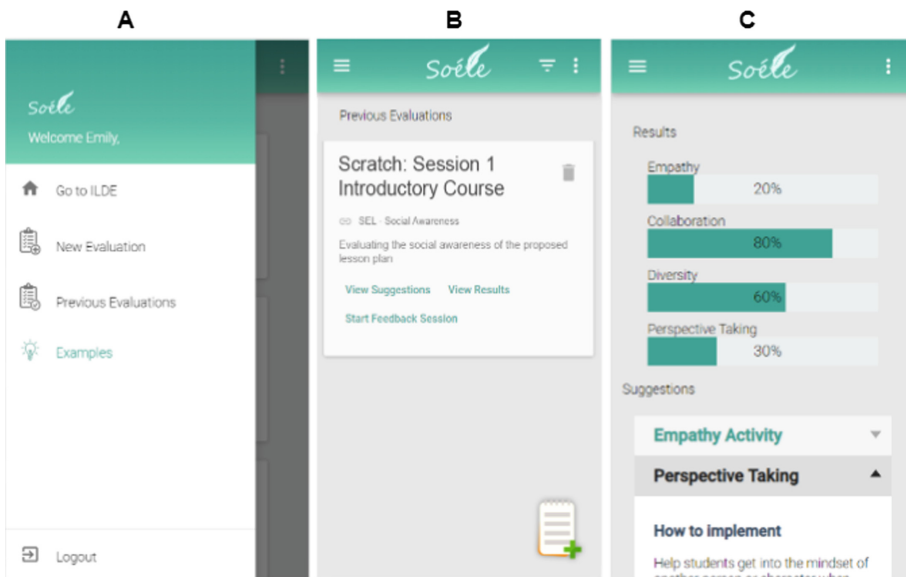 A
B
C
Soéle
Welcome Emily,
Go to ILDE
New Evaluation
Previous Evaluations
Examples
Logout
Soéle
Previous Evaluations
Scratch: Session 1
Introductory Course
SEL - Social Awareness
Evaluating the social awareness of the proposed
lesson plan
View Suggestions View Results
Start Feedback Session
Soéle
Results
Empathy
20%
Collaboration
80%
Diversity
60%
Perspective Taking
30%
Suggestions
Empathy Activity
Perspective Taking
How to implement
Help students get into the mindset of